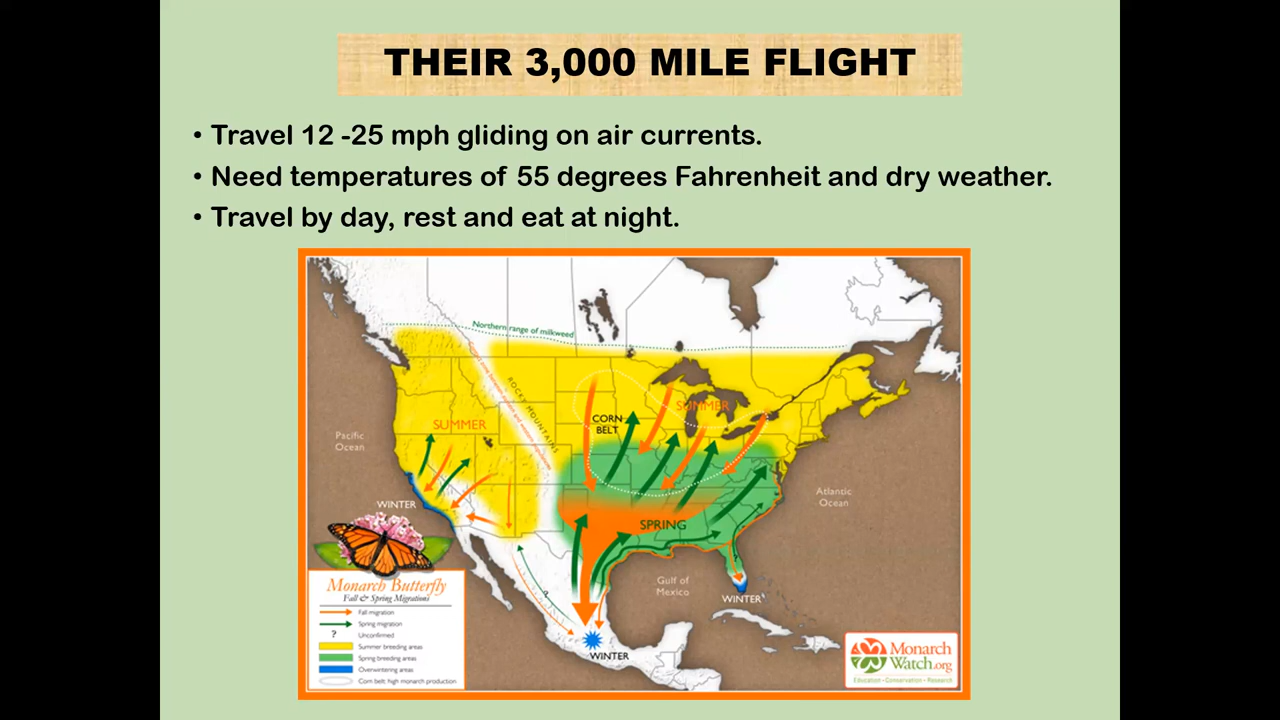 THEIR 3,000 MILE FLIGHT
• Travel 12 -25 mph gliding on air currents.
• Need temperatures of 55 degrees Fahrenheit and dry weather.
• Travel by day, rest and eat at night.
Northern range of milkweed
ROCKY MOUNTAINS
SUMMER
CORN
BELT
SUMMER
Pacific
Ocean
Atlantic
Ocean
WINTER
SPRING
?
Gulf of
Mexico
WINTER
WINTER
Monarch Butterfly
Fall & Spring Migrations
Fall migration
Spring migration
? Unconfirmed
Summer breeding areas
Spring breeding areas
Overwintering areas
Corn belt: high monarch production
Monarch
Watch.org
Education • Conservation • Research